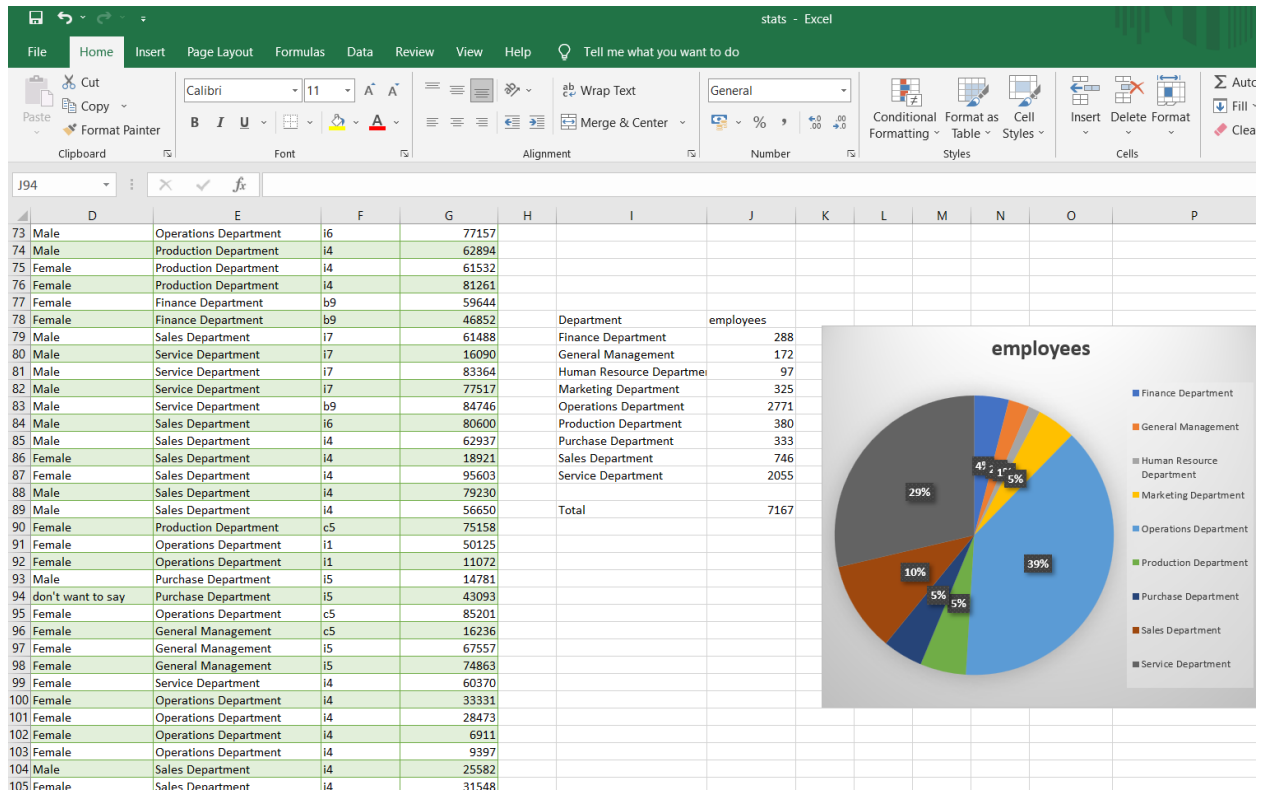 stats - Excel
File Home Insert Page Layout Formulas Data Review View Help Tell me what you want to do
Cut
Copy
Paste
Format Painter
Calibri 11
B I U
Wrap Text
Merge & Center
General
Conditional Formatting
Format as Table
Cell Styles
Insert Delete Format
Σ Auto
Fill
Clea
Clipboard Font Alignment Number Styles Cells
J94 fx
D E F G H I J K L M N O P
73 Male Operations Department i6 77157
74 Male Production Department i4 62894
75 Female Production Department i4 61532
76 Female Production Department i4 81261
77 Female Finance Department b9 59644
78 Female Finance Department b9 46852 Department employees
79 Male Sales Department i7 61488 Finance Department 288
80 Male Service Department i7 16090 General Management 172
81 Male Service Department i7 83364 Human Resource Departmen 97
82 Male Service Department i7 77517 Marketing Department 325
83 Male Service Department b9 84746 Operations Department 2771
84 Male Sales Department i6 80600 Production Department 380
85 Male Sales Department i4 62937 Purchase Department 333
86 Female Sales Department i4 18921 Sales Department 746
87 Female Sales Department i4 95603 Service Department 2055
88 Male Sales Department i4 79230
89 Male Sales Department i4 56650 Total 7167
90 Female Production Department c5 75158
91 Female Operations Department i1 50125
92 Female Operations Department i1 11072
93 Male Purchase Department i5 14781
94 don't want to say Purchase Department i5 43093
95 Female Operations Department c5 85201
96 Female General Management c5 16236
97 Female General Management i5 67557
98 Female General Management i5 74863
99 Female Service Department i4 60370
100 Female Operations Department i4 33331
101 Female Operations Department i4 28473
102 Female Operations Department i4 6911
103 Female Operations Department i4 9397
104 Male Sales Department i4 25582
105 Female Sales Department i4 31548
employees
4%
2
1%
5%
29%
39%
10%
5%
5%
Finance Department
General Management
Human Resource
Department
Marketing Department
Operations Department
Production Department
Purchase Department
Sales Department
Service Department